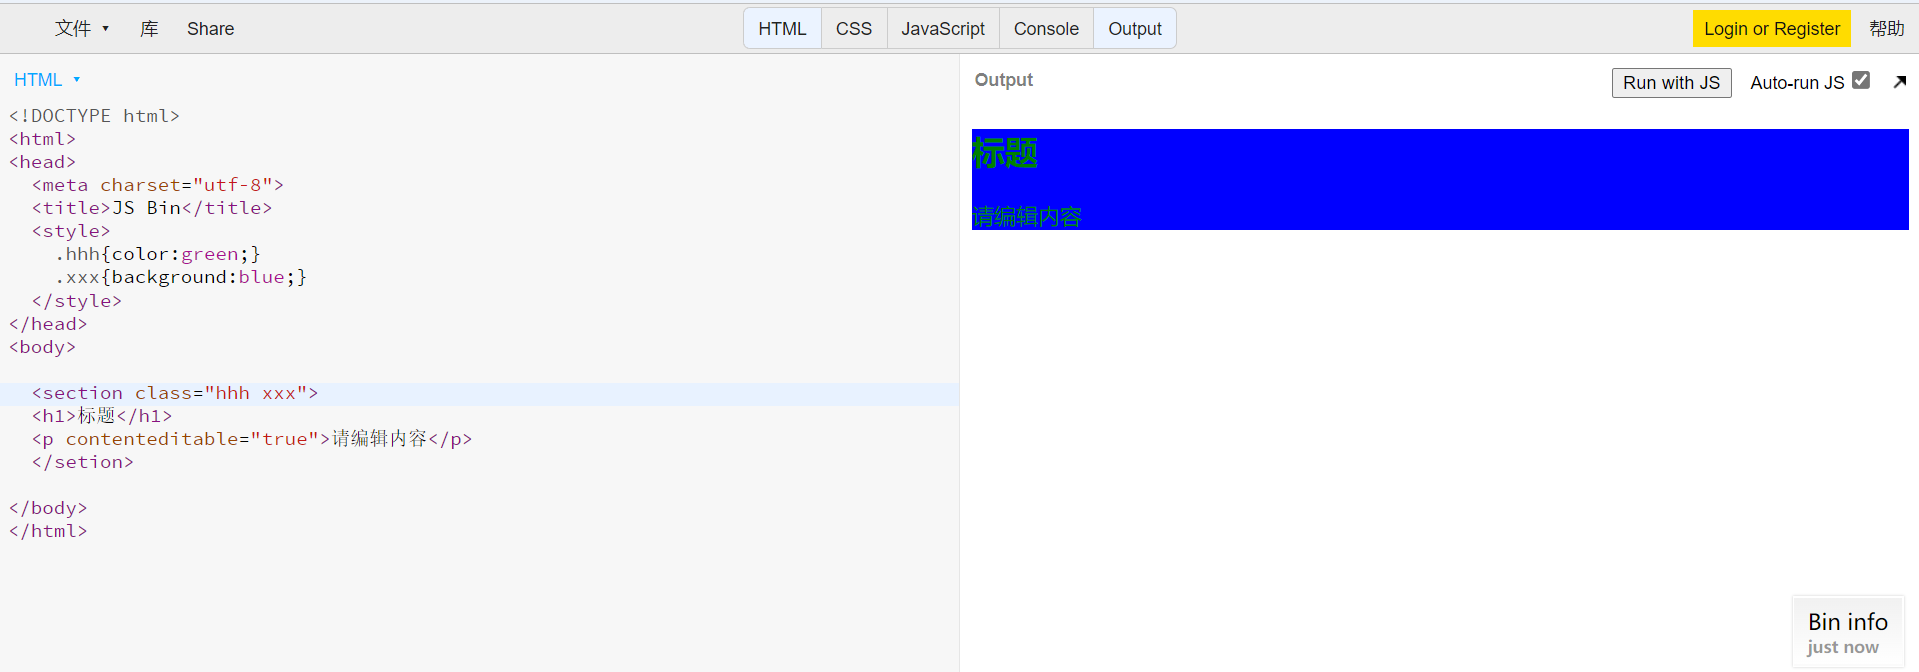 文件 ▾ 库 Share HTML CSS JavaScript Console Output Login or Register 帮助
HTML ▾
<!DOCTYPE html>
<html>
<head>
  <meta charset="utf-8">
  <title>JS Bin</title>
  <style>
    .hhh{color:green;}
    .xxx{background:blue;}
  </style>
</head>
<body>
  <section class="hhh xxx">
  <h1>标题</h1>
  <p contenteditable="true">请编辑内容</p>
  </setion>
</body>
</html>
Output Run with JS Auto-run JS
标题
请编辑内容
Bin info
just now